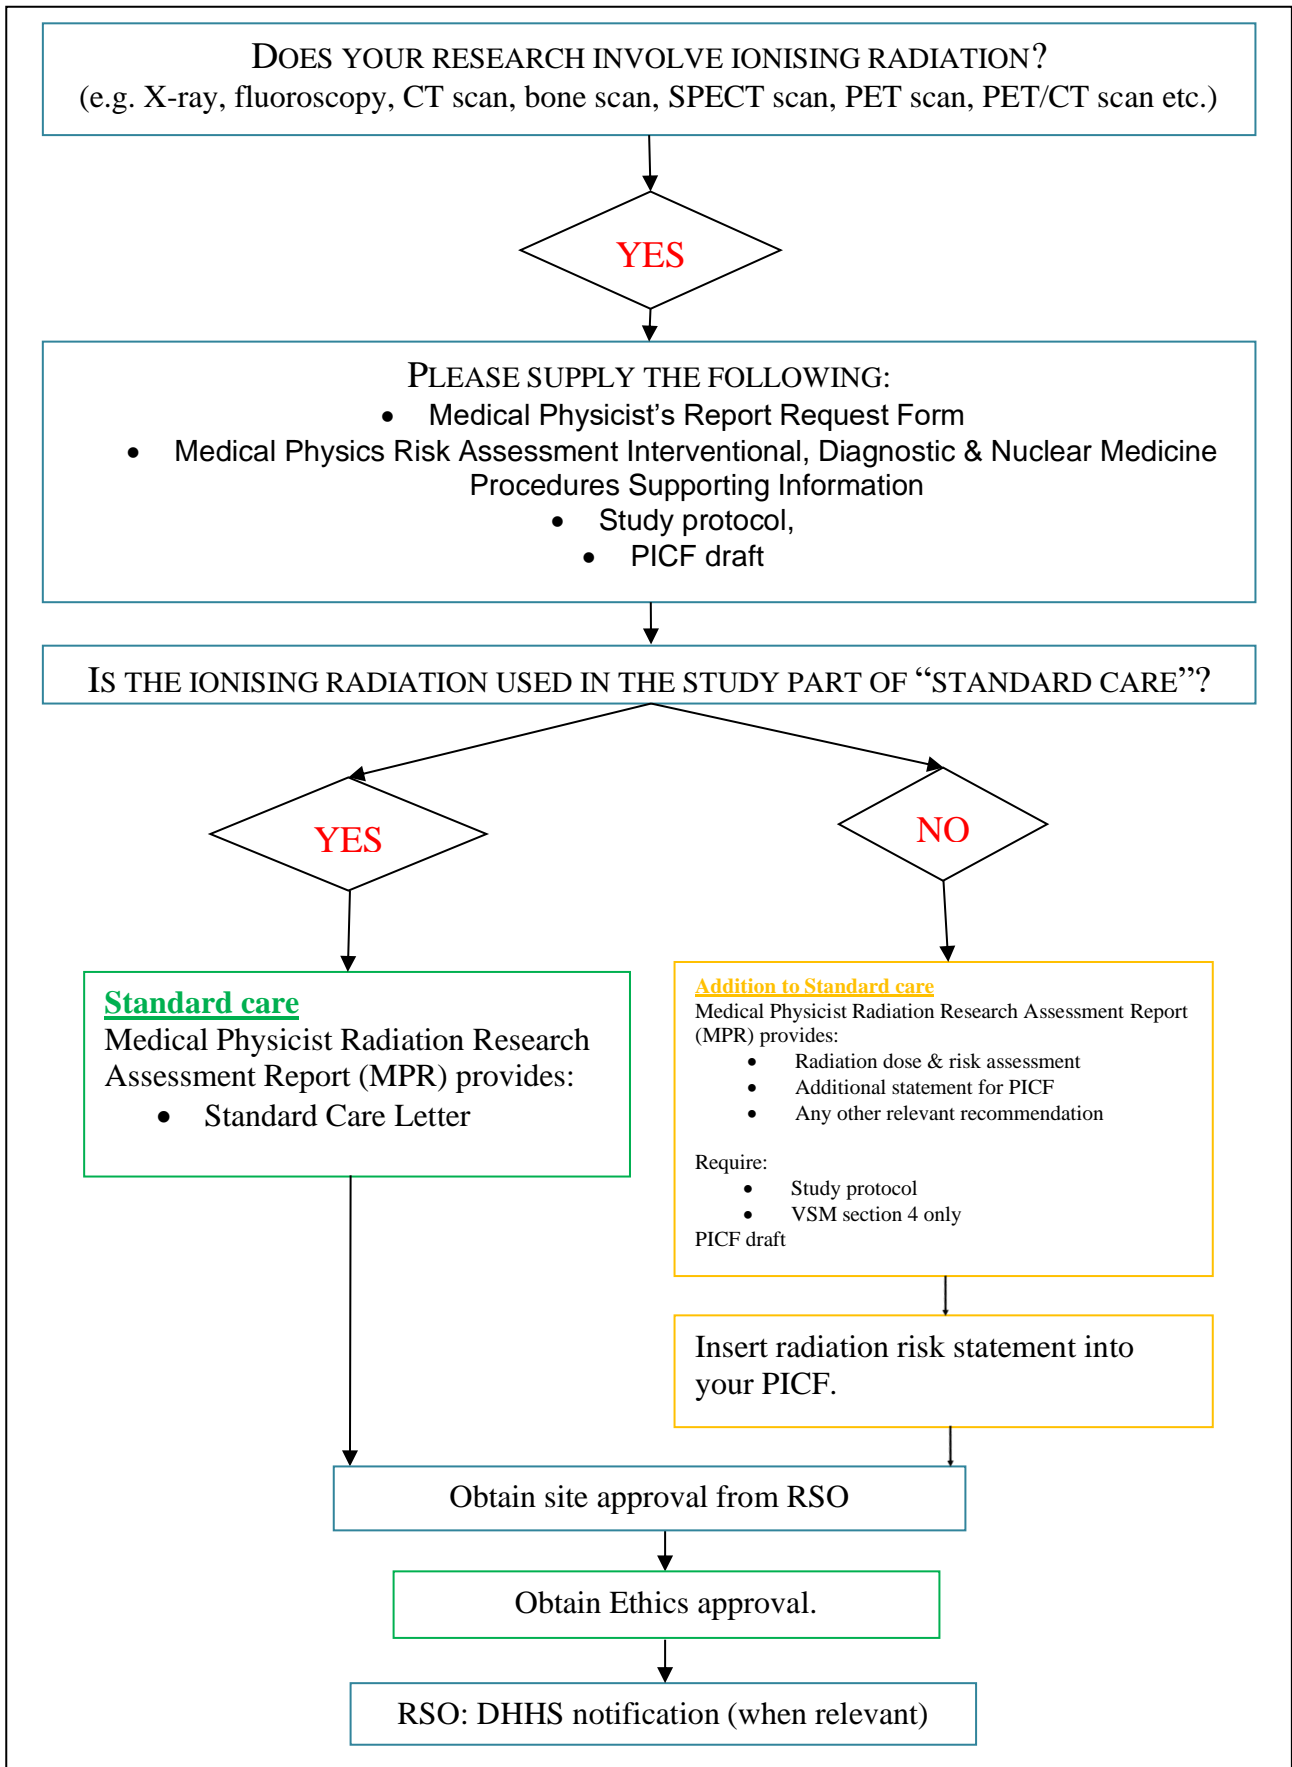 DOES YOUR RESEARCH INVOLVE IONISING RADIATION?
(e.g. X-ray, fluoroscopy, CT scan, bone scan, SPECT scan, PET scan, PET/CT scan etc.)
YES
PLEASE SUPPLY THE FOLLOWING:
• Medical Physicist's Report Request Form
• Medical Physics Risk Assessment Interventional, Diagnostic & Nuclear Medicine
Procedures Supporting Information
• Study protocol,
• PICF draft
IS THE IONISING RADIATION USED IN THE STUDY PART OF “STANDARD CARE”?
YES
NO
Standard care
Medical Physicist Radiation Research
Assessment Report (MPR) provides:
• Standard Care Letter
Addition to Standard care
Medical Physicist Radiation Research Assessment Report
(MPR) provides:
• Radiation dose & risk assessment
• Additional statement for PICF
• Any other relevant recommendation
Require:
• Study protocol
• VSM section 4 only
PICF draft
Insert radiation risk statement into
your PICF.
Obtain site approval from RSO
Obtain Ethics approval.
RSO: DHHS notification (when relevant)